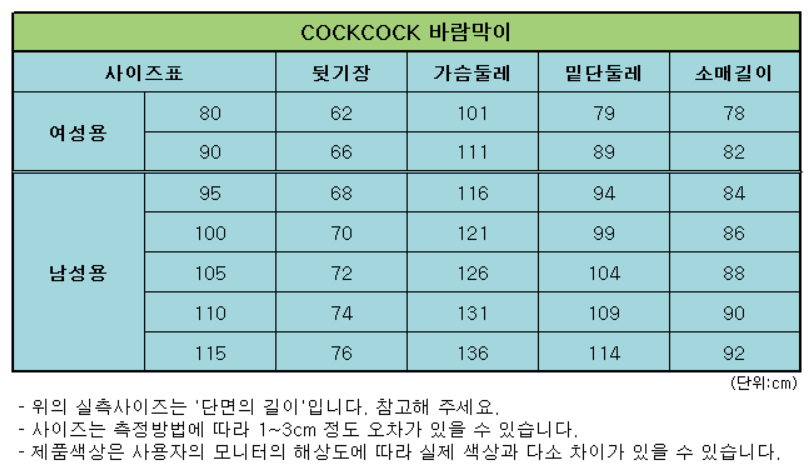 COCKCOCK 바람막이
사이즈표 뒷기장 가슴둘레 밑단둘레 소매길이
여성용 80 62 101 79 78
90 66 111 89 82
남성용 95 68 116 94 84
100 70 121 99 86
105 72 126 104 88
110 74 131 109 90
115 76 136 114 92
(단위:cm)
- 위의 실측사이즈는 '단면의 길이'입니다. 참고해 주세요.
- 사이즈는 측정방법에 따라 1~3cm 정도 오차가 있을 수 있습니다.
- 제품색상은 사용자의 모니터의 해상도에 따라 실제 색상과 다소 차이가 있을 수 있습니다.